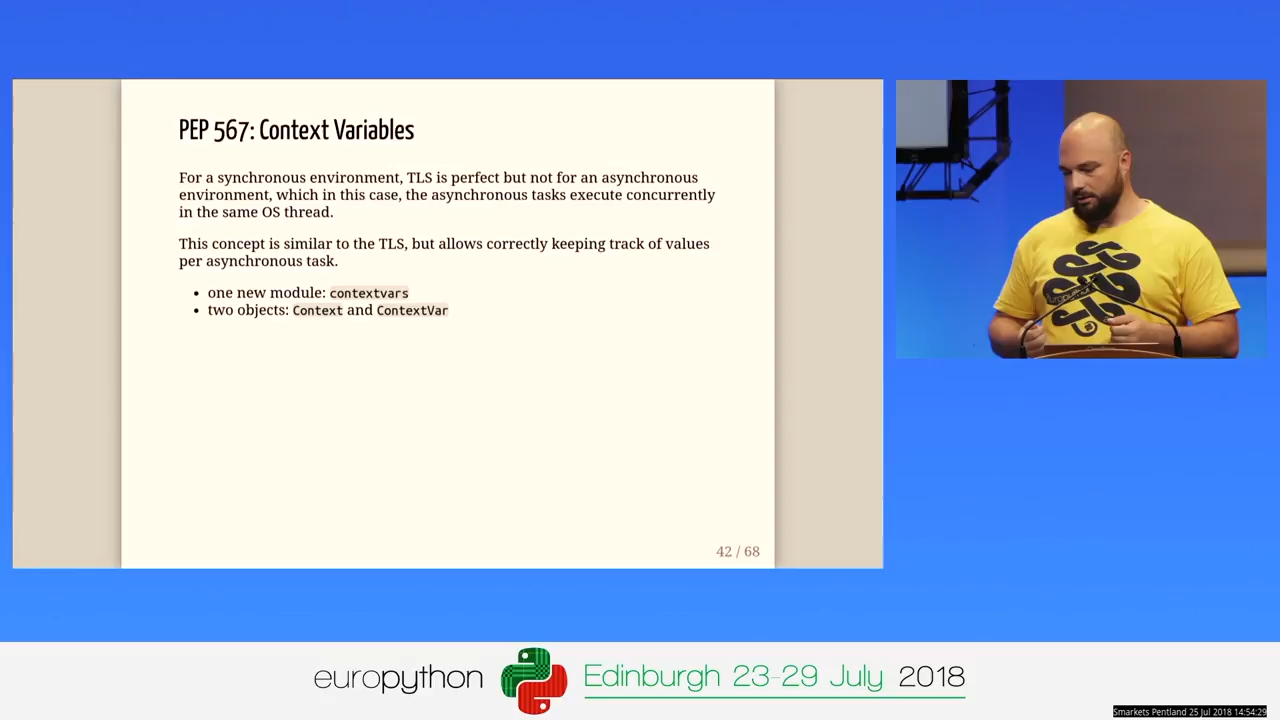 PEP 567: Context Variables
For a synchronous environment, TLS is perfect but not for an asynchronous
environment, which in this case, the asynchronous tasks execute concurrently
in the same OS thread.
This concept is similar to the TLS, but allows correctly keeping track of values
per asynchronous task.
• one new module: contextvars
• two objects: Context and ContextVar
42 / 68
europython
europython
Edinburgh 23-29 July 2018
Smarkets Pentland 25 Jul 2018 14:54:29